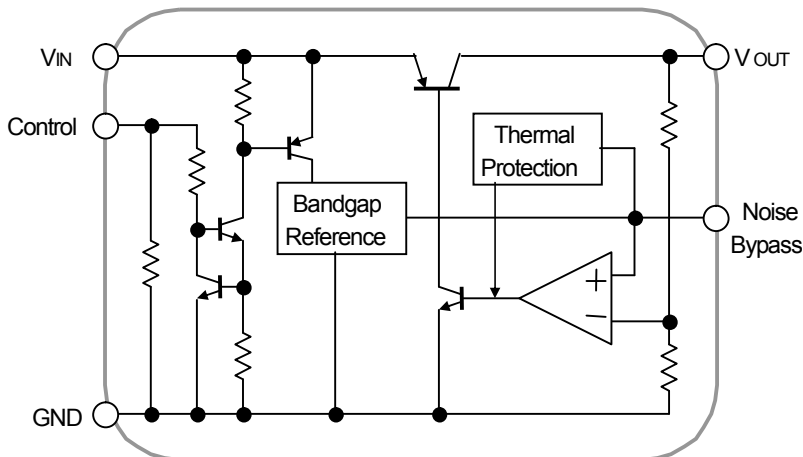 VIN
VOUT
Control
Thermal
Protection
Bandgap
Reference
Noise
Bypass
+
−
GND